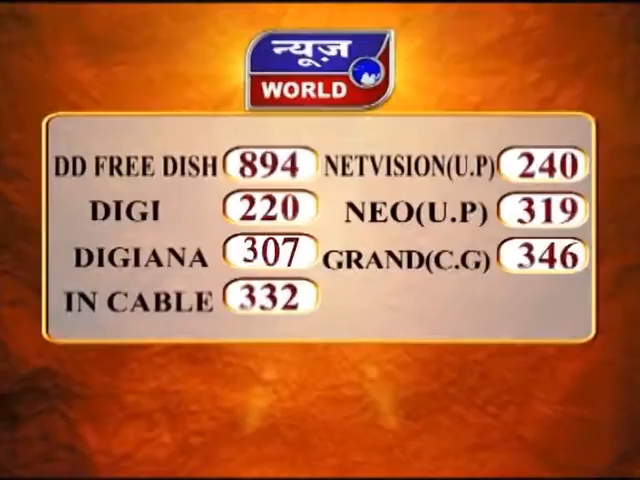 न्यूज़
WORLD
DD FREE DISH 894 NETVISION(U.P) 240
DIGI 220 NEO(U.P) 319
DIGIANA 307 GRAND(C.G) 346
IN CABLE 332